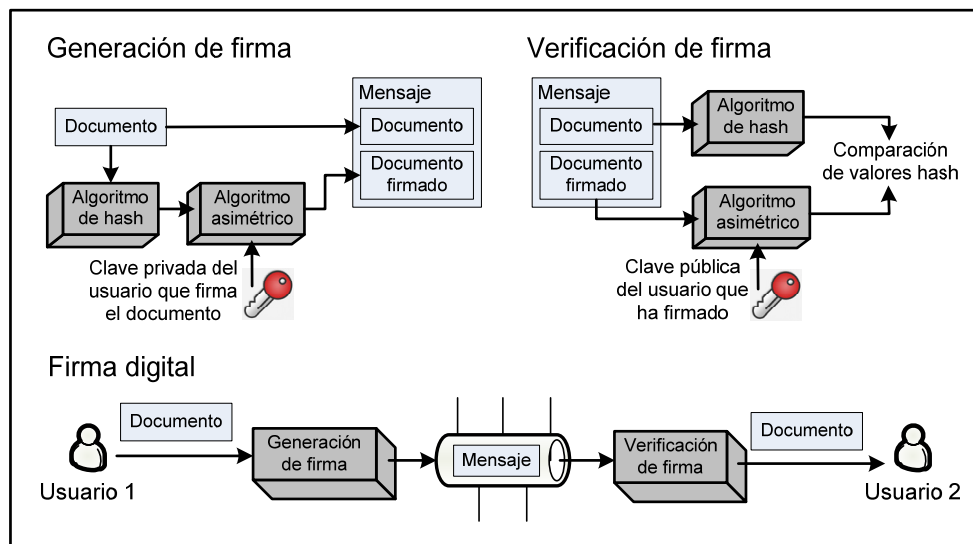 Generación de firma
Documento
Algoritmo
de hash
Algoritmo
asimétrico
Clave privada del
usuario que firma
el documento
Mensaje
Documento
Documento
firmado
Verificación de firma
Mensaje
Documento
Documento
firmado
Algoritmo
de hash
Algoritmo
asimétrico
Comparación
de valores hash
Clave pública
del usuario que
ha firmado
Firma digital
Usuario 1
Documento
Generación
de firma
Mensaje
Verificación
de firma
Documento
Usuario 2